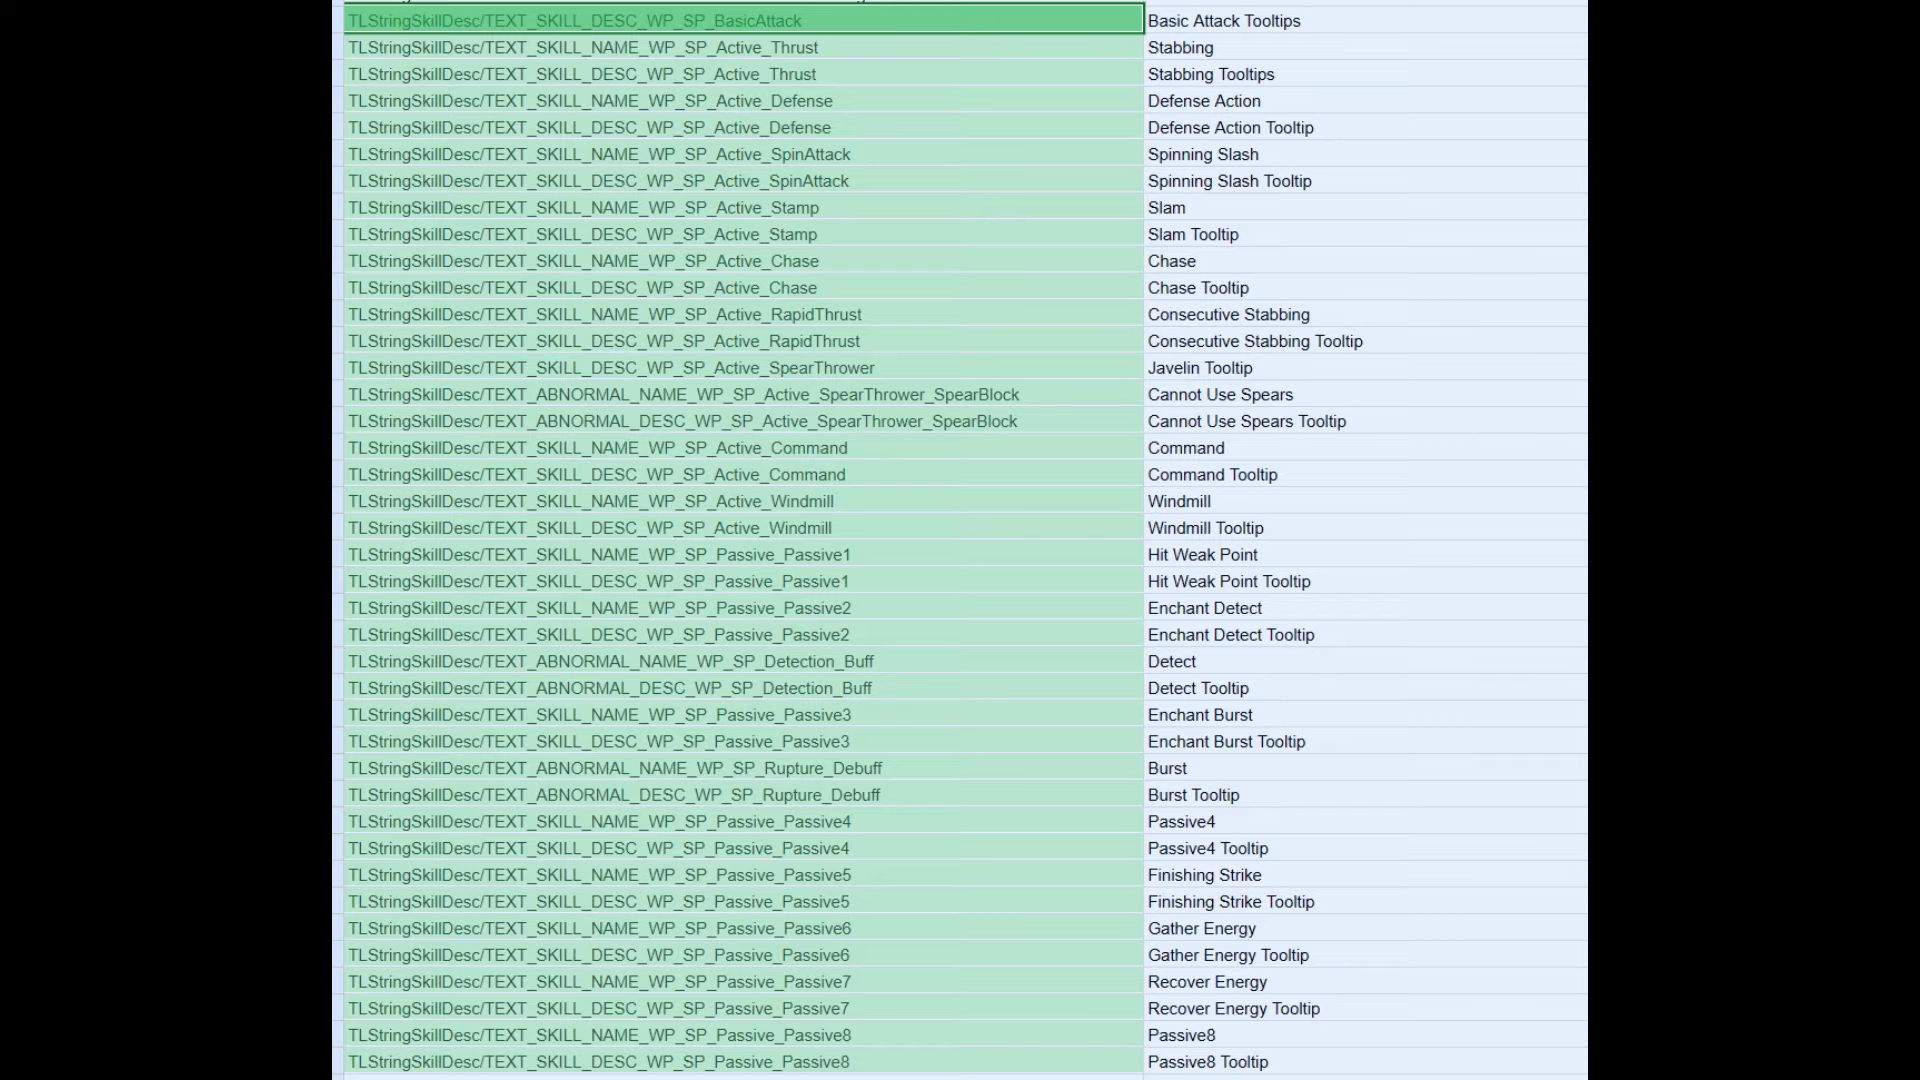 TLStringSkillDesc/TEXT_SKILL_DESC_WP_SP_BasicAttack Basic Attack Tooltips
TLStringSkillDesc/TEXT_SKILL_NAME_WP_SP_Active_Thrust Stabbing
TLStringSkillDesc/TEXT_SKILL_DESC_WP_SP_Active_Thrust Stabbing Tooltips
TLStringSkillDesc/TEXT_SKILL_NAME_WP_SP_Active_Defense Defense Action
TLStringSkillDesc/TEXT_SKILL_DESC_WP_SP_Active_Defense Defense Action Tooltip
TLStringSkillDesc/TEXT_SKILL_NAME_WP_SP_Active_SpinAttack Spinning Slash
TLStringSkillDesc/TEXT_SKILL_DESC_WP_SP_Active_SpinAttack Spinning Slash Tooltip
TLStringSkillDesc/TEXT_SKILL_NAME_WP_SP_Active_Stamp Slam
TLStringSkillDesc/TEXT_SKILL_DESC_WP_SP_Active_Stamp Slam Tooltip
TLStringSkillDesc/TEXT_SKILL_NAME_WP_SP_Active_Chase Chase
TLStringSkillDesc/TEXT_SKILL_DESC_WP_SP_Active_Chase Chase Tooltip
TLStringSkillDesc/TEXT_SKILL_NAME_WP_SP_Active_RapidThrust Consecutive Stabbing
TLStringSkillDesc/TEXT_SKILL_DESC_WP_SP_Active_RapidThrust Consecutive Stabbing Tooltip
TLStringSkillDesc/TEXT_SKILL_DESC_WP_SP_Active_SpearThrower Javelin Tooltip
TLStringSkillDesc/TEXT_ABNORMAL_NAME_WP_SP_Active_SpearThrower_SpearBlock Cannot Use Spears
TLStringSkillDesc/TEXT_ABNORMAL_DESC_WP_SP_Active_SpearThrower_SpearBlock Cannot Use Spears Tooltip
TLStringSkillDesc/TEXT_SKILL_NAME_WP_SP_Active_Command Command
TLStringSkillDesc/TEXT_SKILL_DESC_WP_SP_Active_Command Command Tooltip
TLStringSkillDesc/TEXT_SKILL_NAME_WP_SP_Active_Windmill Windmill
TLStringSkillDesc/TEXT_SKILL_DESC_WP_SP_Active_Windmill Windmill Tooltip
TLStringSkillDesc/TEXT_SKILL_NAME_WP_SP_Passive_Passive1 Hit Weak Point
TLStringSkillDesc/TEXT_SKILL_DESC_WP_SP_Passive_Passive1 Hit Weak Point Tooltip
TLStringSkillDesc/TEXT_SKILL_NAME_WP_SP_Passive_Passive2 Enchant Detect
TLStringSkillDesc/TEXT_SKILL_DESC_WP_SP_Passive_Passive2 Enchant Detect Tooltip
TLStringSkillDesc/TEXT_ABNORMAL_NAME_WP_SP_Detection_Buff Detect
TLStringSkillDesc/TEXT_ABNORMAL_DESC_WP_SP_Detection_Buff Detect Tooltip
TLStringSkillDesc/TEXT_SKILL_NAME_WP_SP_Passive_Passive3 Enchant Burst
TLStringSkillDesc/TEXT_SKILL_DESC_WP_SP_Passive_Passive3 Enchant Burst Tooltip
TLStringSkillDesc/TEXT_ABNORMAL_NAME_WP_SP_Rupture_Debuff Burst
TLStringSkillDesc/TEXT_ABNORMAL_DESC_WP_SP_Rupture_Debuff Burst Tooltip
TLStringSkillDesc/TEXT_SKILL_NAME_WP_SP_Passive_Passive4 Passive4
TLStringSkillDesc/TEXT_SKILL_DESC_WP_SP_Passive_Passive4 Passive4 Tooltip
TLStringSkillDesc/TEXT_SKILL_NAME_WP_SP_Passive_Passive5 Finishing Strike
TLStringSkillDesc/TEXT_SKILL_DESC_WP_SP_Passive_Passive5 Finishing Strike Tooltip
TLStringSkillDesc/TEXT_SKILL_NAME_WP_SP_Passive_Passive6 Gather Energy
TLStringSkillDesc/TEXT_SKILL_DESC_WP_SP_Passive_Passive6 Gather Energy Tooltip
TLStringSkillDesc/TEXT_SKILL_NAME_WP_SP_Passive_Passive7 Recover Energy
TLStringSkillDesc/TEXT_SKILL_DESC_WP_SP_Passive_Passive7 Recover Energy Tooltip
TLStringSkillDesc/TEXT_SKILL_NAME_WP_SP_Passive_Passive8 Passive8
TLStringSkillDesc/TEXT_SKILL_DESC_WP_SP_Passive_Passive8 Passive8 Tooltip